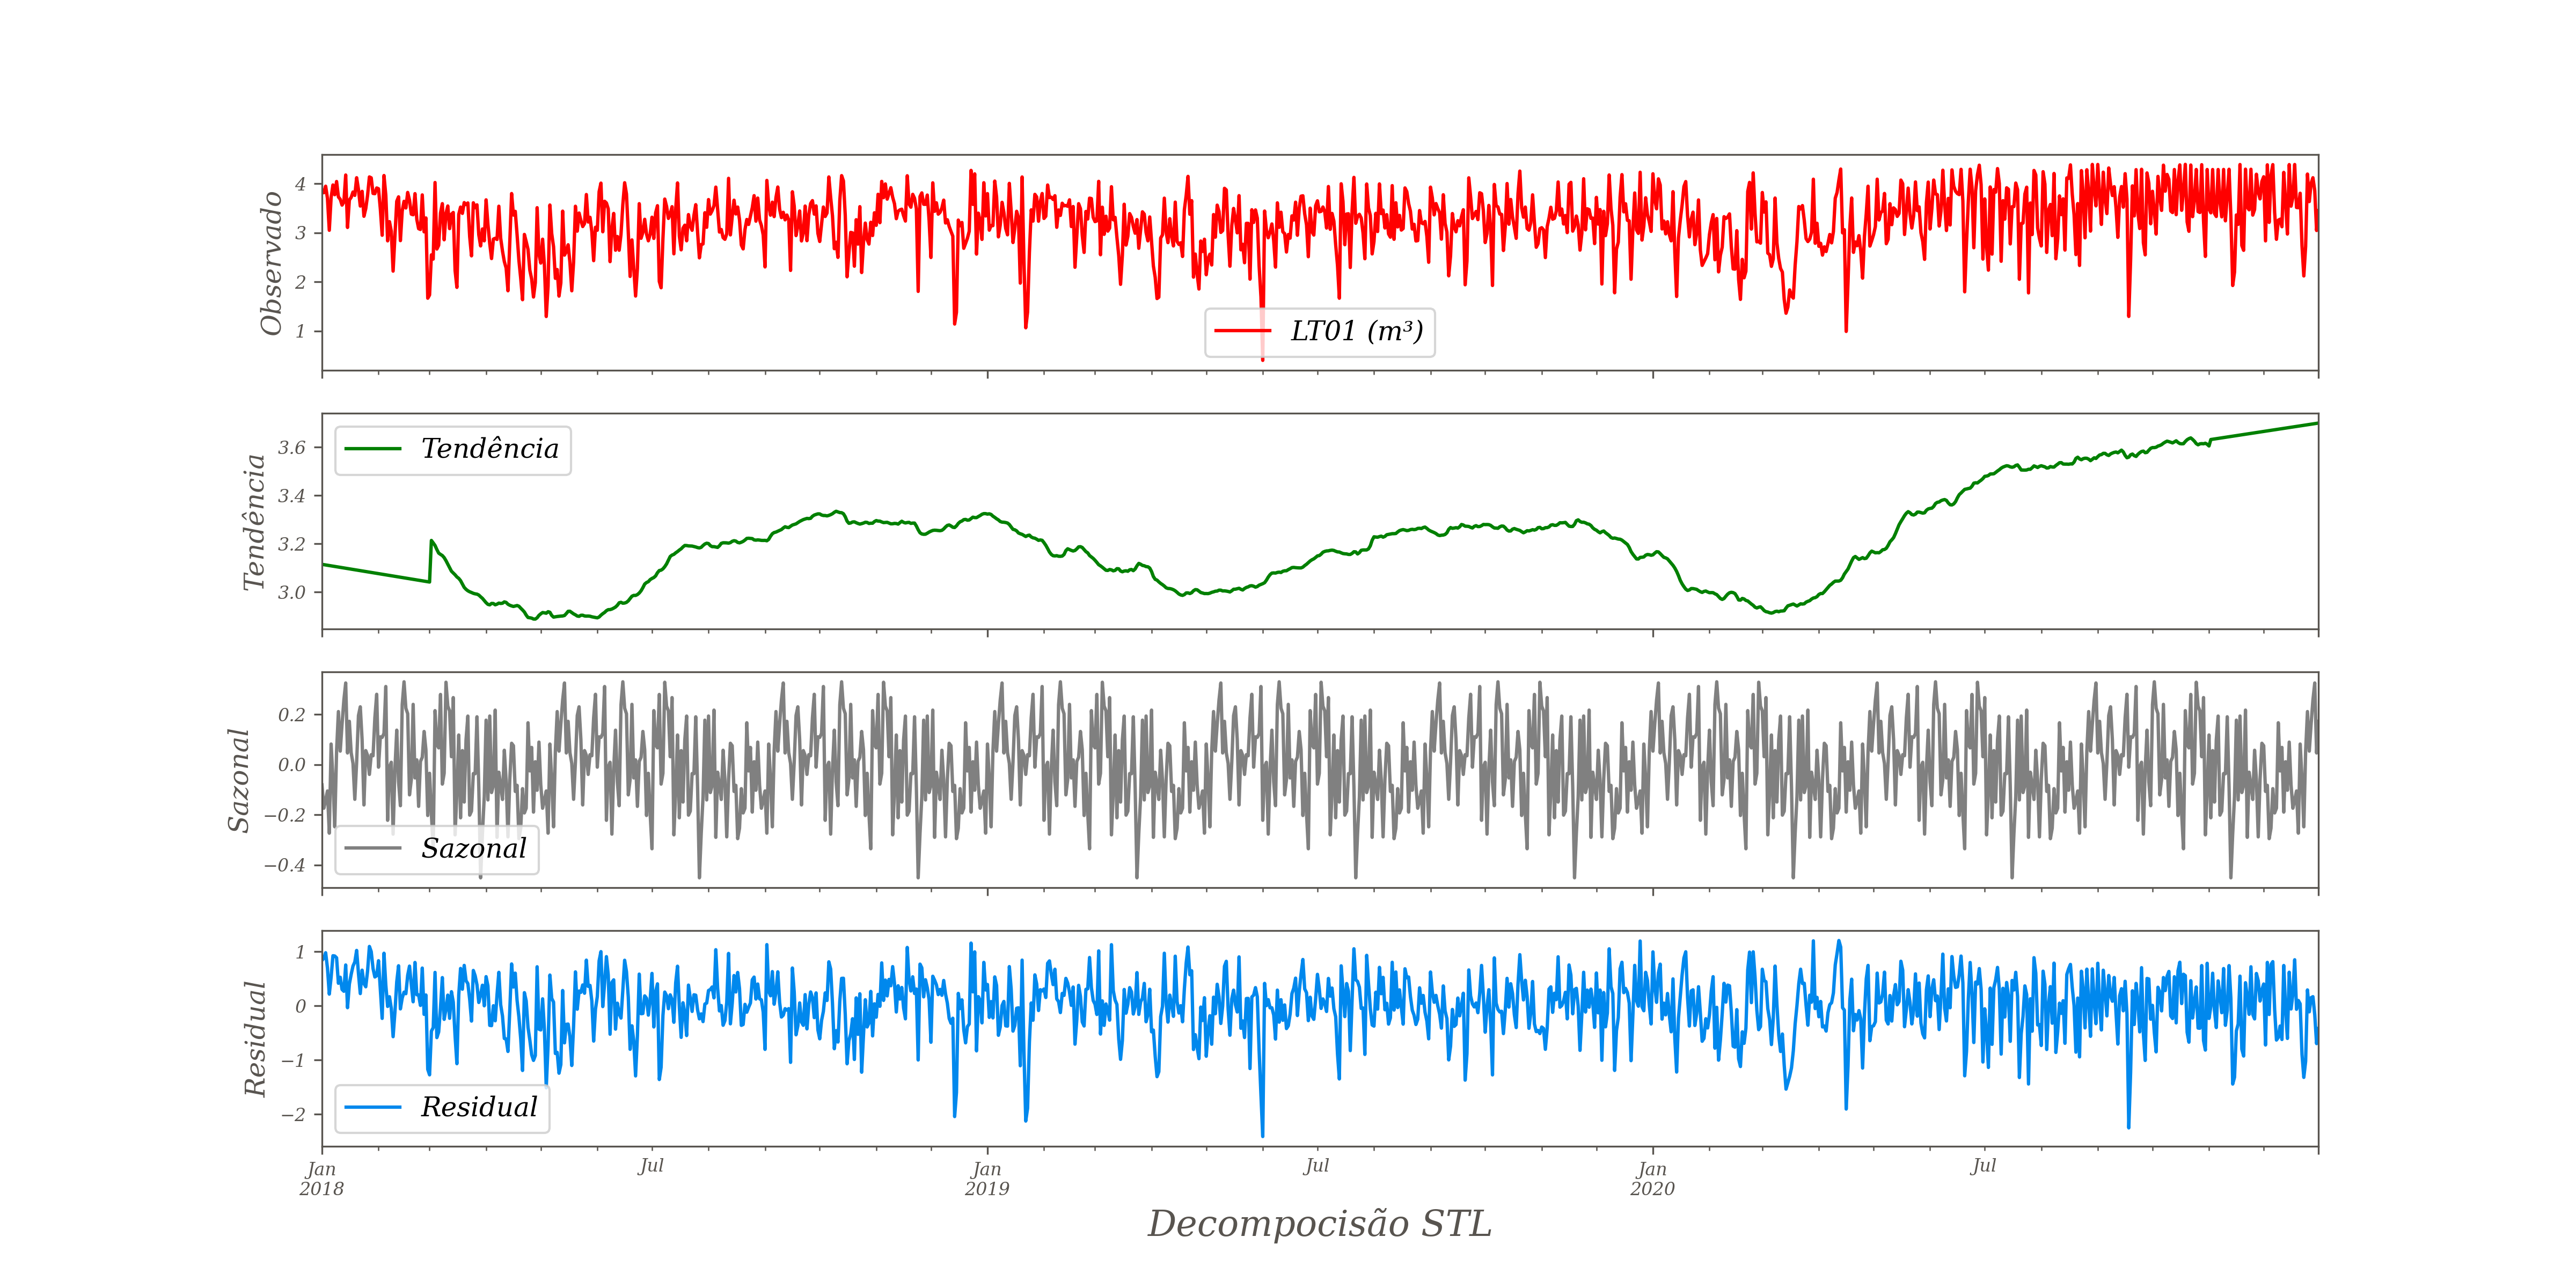 Observado
4
3
2
1
LT01 (m³)
Tendência
3.6
3.4
3.2
3.0
Tendência
Sazonal
0.2
0.0
−0.2
−0.4
Sazonal
Residual
1
0
−1
−2
Residual
Jan Jul Jan Jul Jan Jul
2018 2019 2020
Decompocisão STL